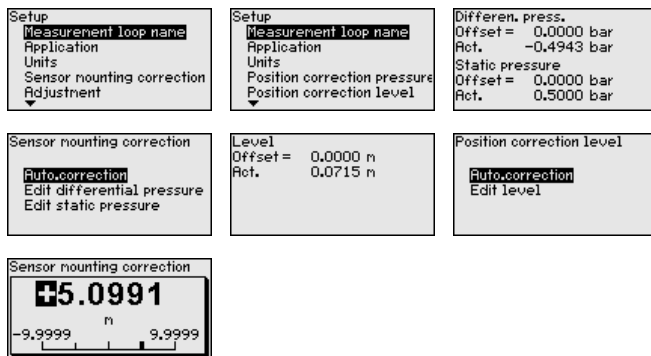 Setup
Measurement loop name
Application
Units
Sensor mounting correction
Adjustment
Setup
Measurement loop name
Application
Units
Position correction pressure
Position correction level
Differen. press.
Offset = 0.0000 bar
Act. -0.4943 bar
Static pressure
Offset = 0.0000 bar
Act. 0.5000 bar
Sensor mounting correction
Auto.correction
Edit differential pressure
Edit static pressure
Level
Offset = 0.0000 m
Act. 0.0715 m
Position correction level
Auto.correction
Edit level
Sensor mounting correction
+5.0991
m
-9.9999 9.9999